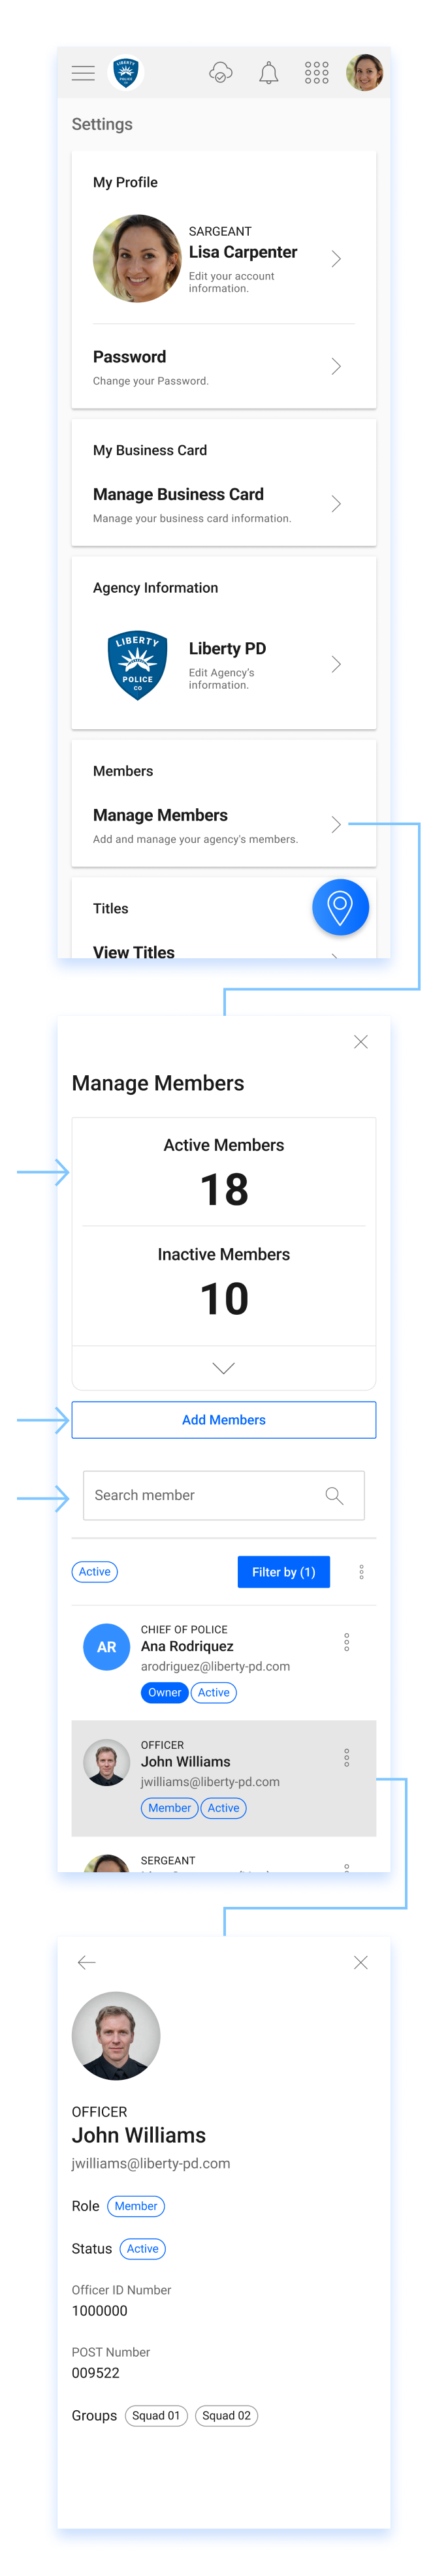 LIBERTY
POLICE
Settings
My Profile
SARGEANT
Lisa Carpenter
Edit your account
information.
Password
Change your Password.
My Business Card
Manage Business Card
Manage your business card information.
Agency Information
LIBERTY
POLICE
CO
Liberty PD
Edit Agency's
information.
Members
Manage Members
Add and manage your agency's members.
Titles
View Titles
Manage Members
Active Members
18
Inactive Members
10
Add Members
Search member
Active
Filter by (1)
CHIEF OF POLICE
AR
Ana Rodriquez
arodriguez@liberty-pd.com
Owner Active
OFFICER
John Williams
jwilliams@liberty-pd.com
Member Active
SERGEANT
OFFICER
John Williams
jwilliams@liberty-pd.com
Role Member
Status Active
Officer ID Number
1000000
POST Number
009522
Groups Squad 01 Squad 02